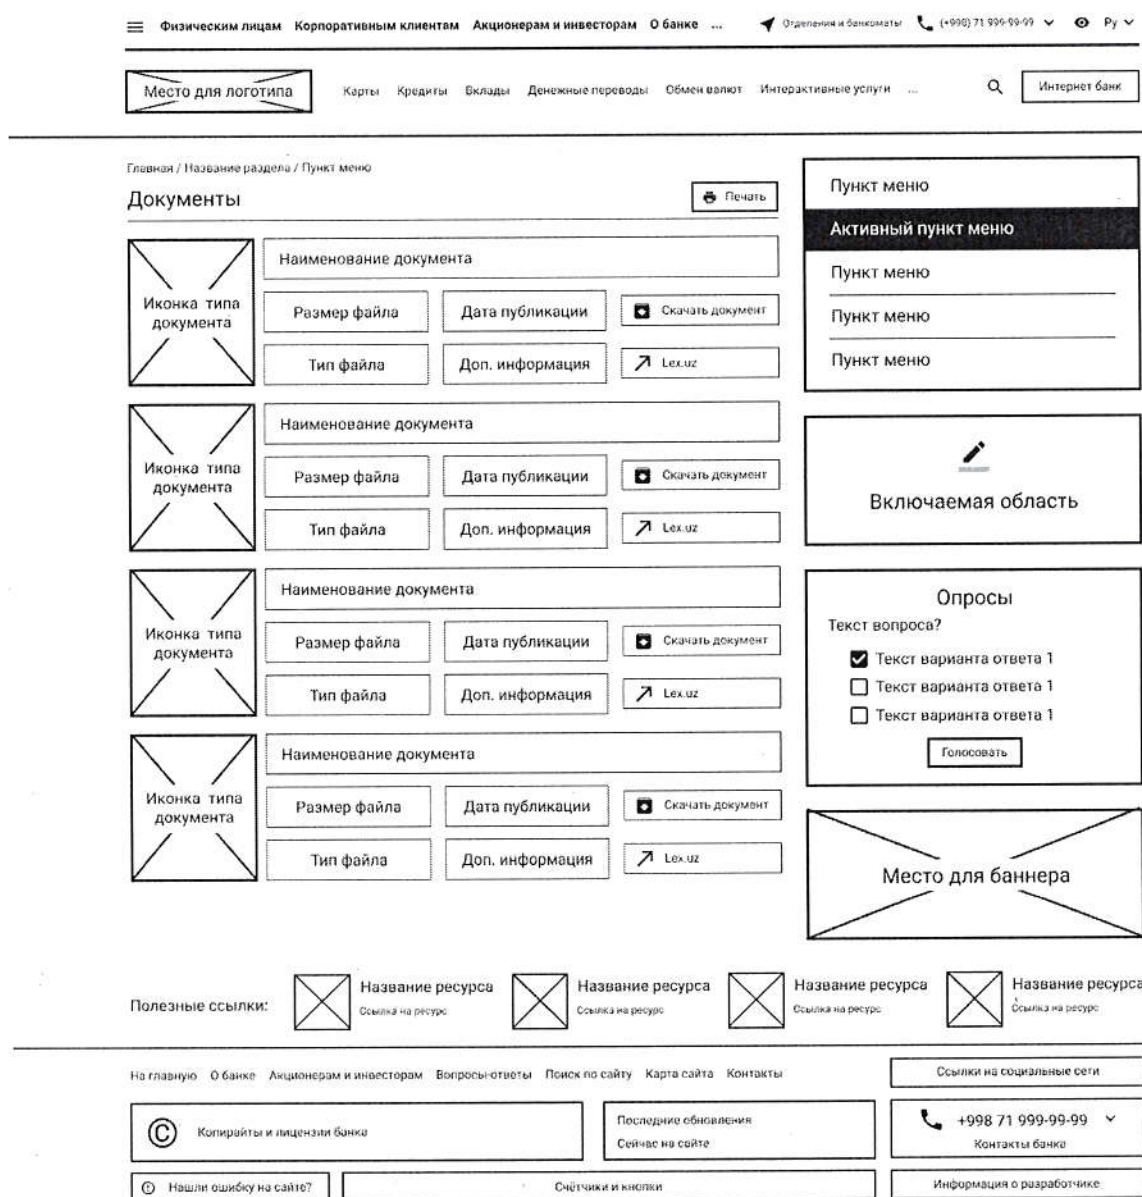 Физическим лицам Корпоративным клиентам Акционерам и инвесторам О банке ... Отделения и банкоматы (+998) 71 999-99-99 Ру
Место для логотипа Карты Кредиты Вклады Денежные переводы Обмен валют Интерактивные услуги ... Интернет банк
Главная / Название раздела / Пункт меню
Документы Печать
Наименование документа
Иконка типа документа
Размер файла Дата публикации Скачать документ
Тип файла Доп. информация Lex.uz
Наименование документа
Иконка типа документа
Размер файла Дата публикации Скачать документ
Тип файла Доп. информация Lex.uz
Наименование документа
Иконка типа документа
Размер файла Дата публикации Скачать документ
Тип файла Доп. информация Lex.uz
Наименование документа
Иконка типа документа
Размер файла Дата публикации Скачать документ
Тип файла Доп. информация Lex.uz
Пункт меню
Активный пункт меню
Пункт меню
Пункт меню
Пункт меню
Включаемая область
Опросы
Текст вопроса?
Текст варианта ответа 1
Текст варианта ответа 1
Текст варианта ответа 1
Голосовать
Место для баннера
Полезные ссылки:
Название ресурса
Ссылка на ресурс
Название ресурса
Ссылка на ресурс
Название ресурса
Ссылка на ресурс
Название ресурса
Ссылка на ресурс
На главную О банке Акционерам и инвесторам Вопросы-ответы Поиск по сайту Карта сайта Контакты
Ссылки на социальные сети
© Копирайты и лицензии банка
Последние обновления
Сейчас на сайте
+998 71 999-99-99
Контакты банка
Нашли ошибку на сайте?
Счётчики и кнопки
Информация о разработчике